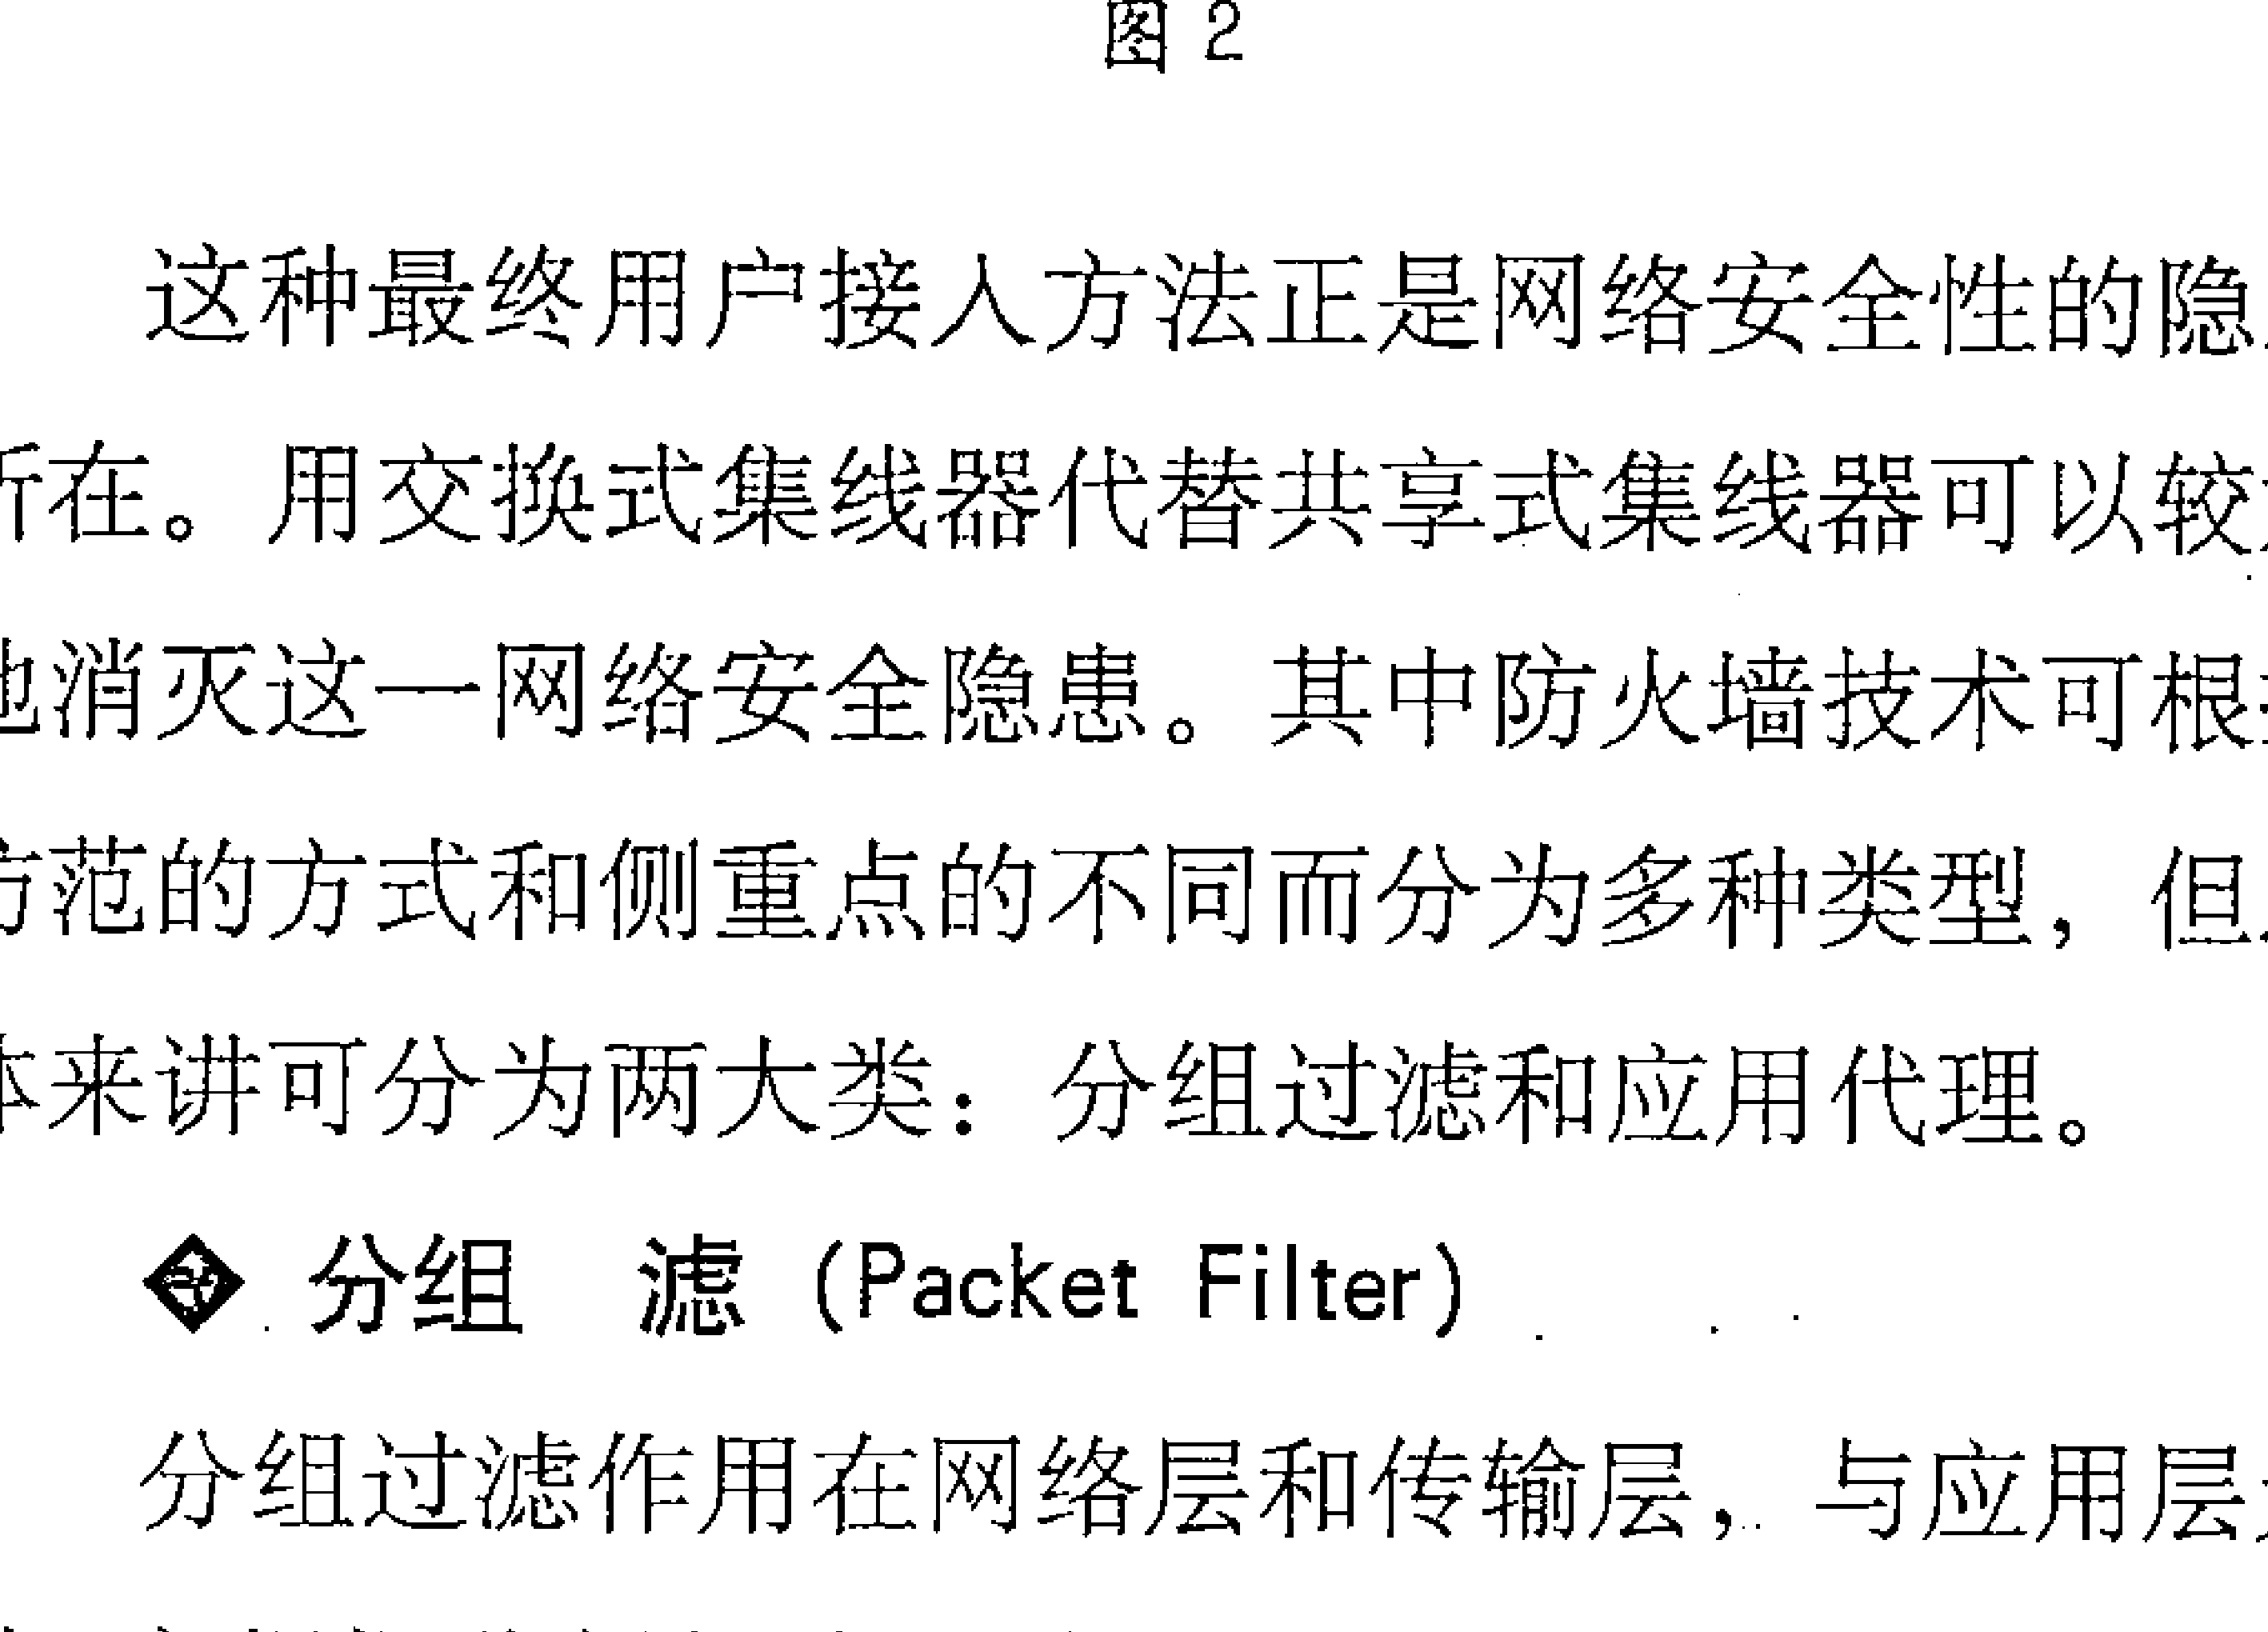 图 2
这种最终用户接入方法正是网络安全性的隐
所在。用交换式集线器代替共享式集线器可以较
地消灭这一网络安全隐患。其中防火墙技术可根
防范的方式和侧重点的不同而分为多种类型，但
体来讲可分为两大类：分组过滤和应用代理。
分组 滤 (Packet Filter)
分组过滤作用在网络层和传输层，与应用层